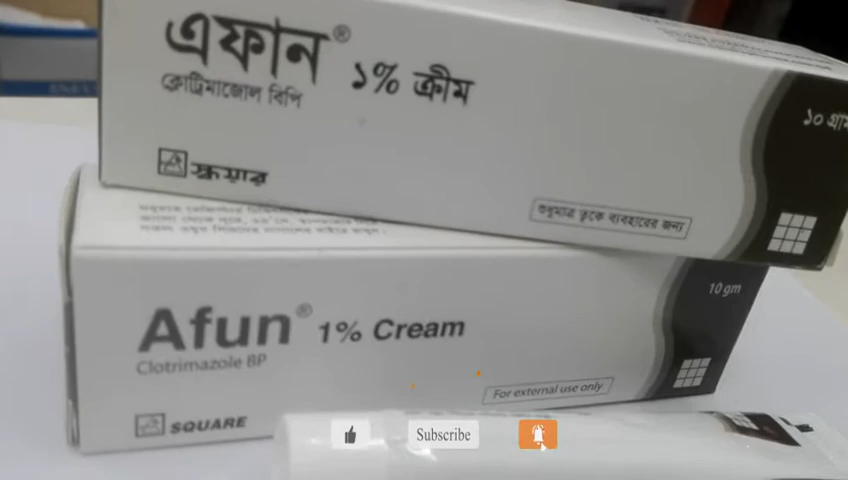 এফান® ১% ক্রীম
ক্লোট্রিমাজোল বিপি
১০ গ্রাম
স্কয়ার
শুধুমাত্র ত্বকে ব্যবহারের জন্য
Afun® 1% Cream
Clotrimazole BP
10 gm
For external use only
SQUARE
Subscribe